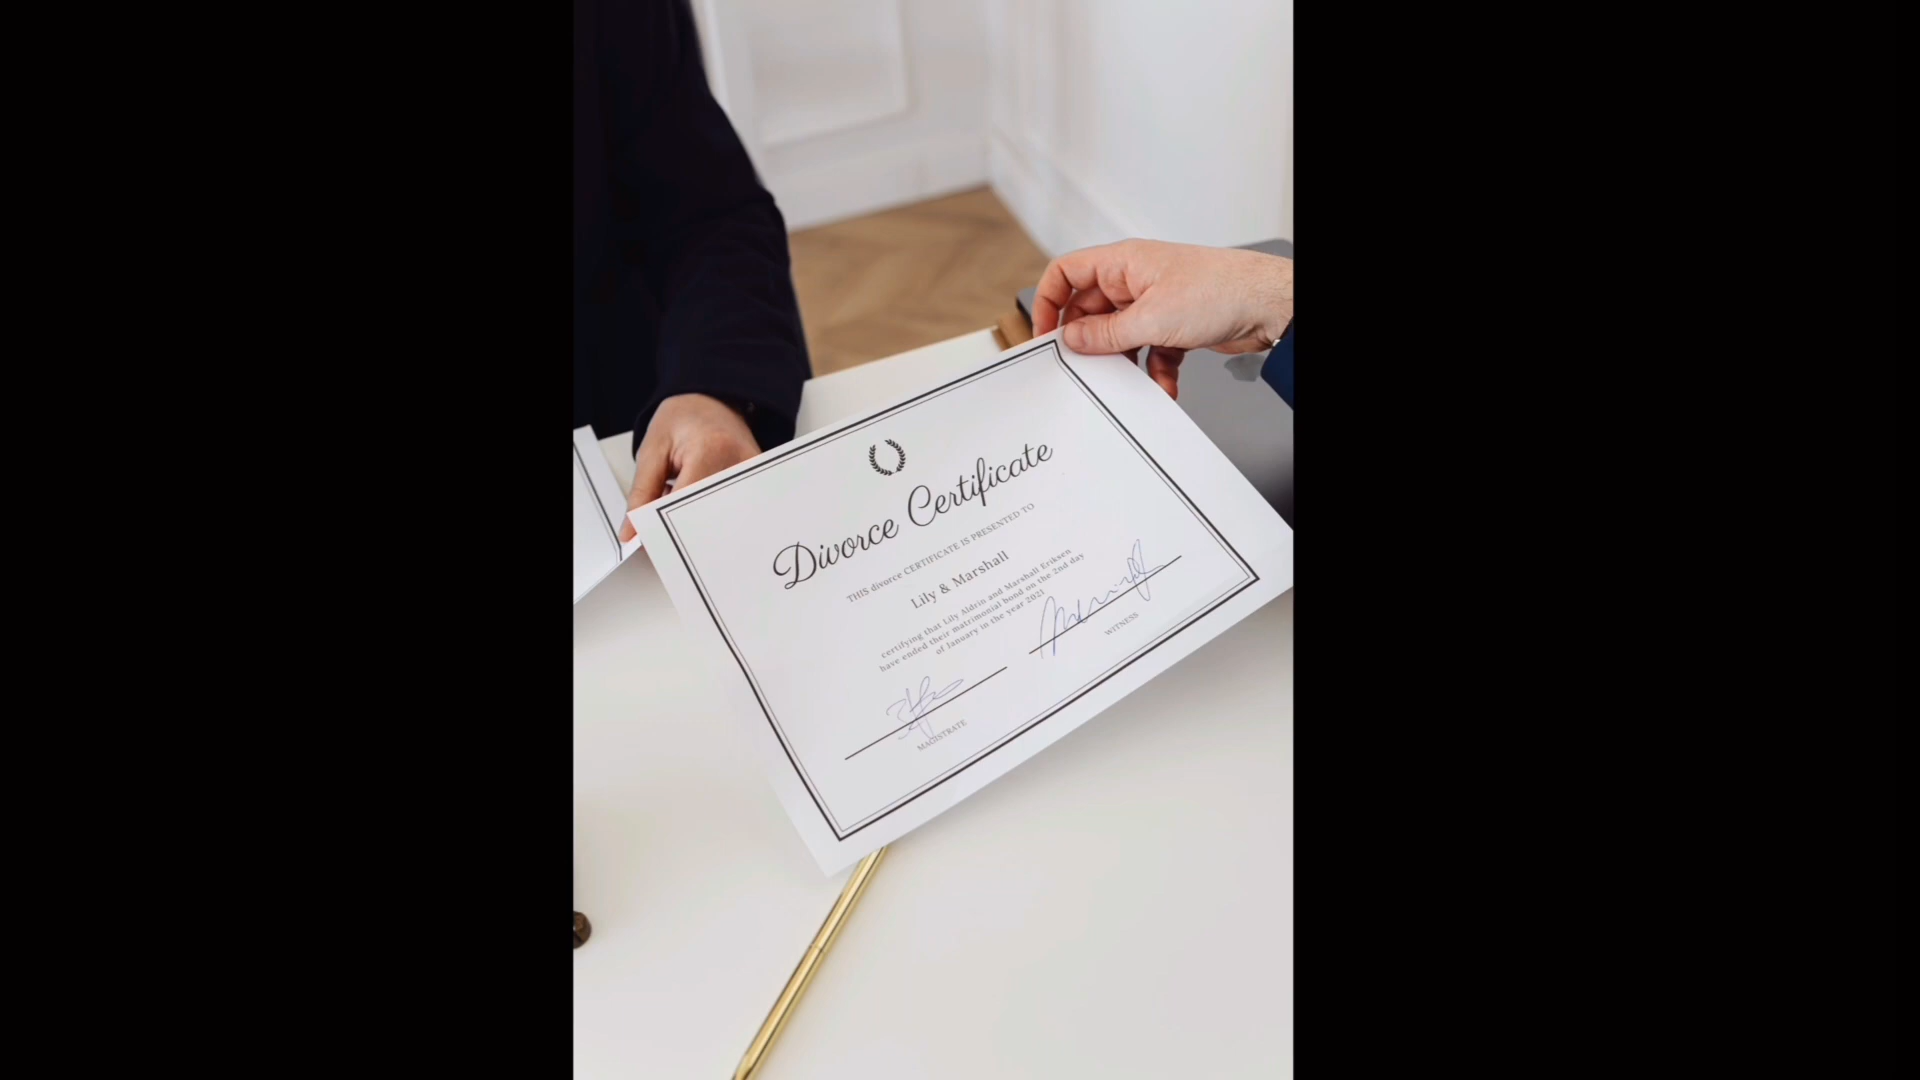 Divorce Certificate
THIS divorce CERTIFICATE IS PRESENTED TO
Lily & Marshall
certifying that Lily Aldrin and Marshall Eriksen
have ended their matrimonial bond on the 2nd day
of January in the year 2021
WITNESS
MAGISTRATE